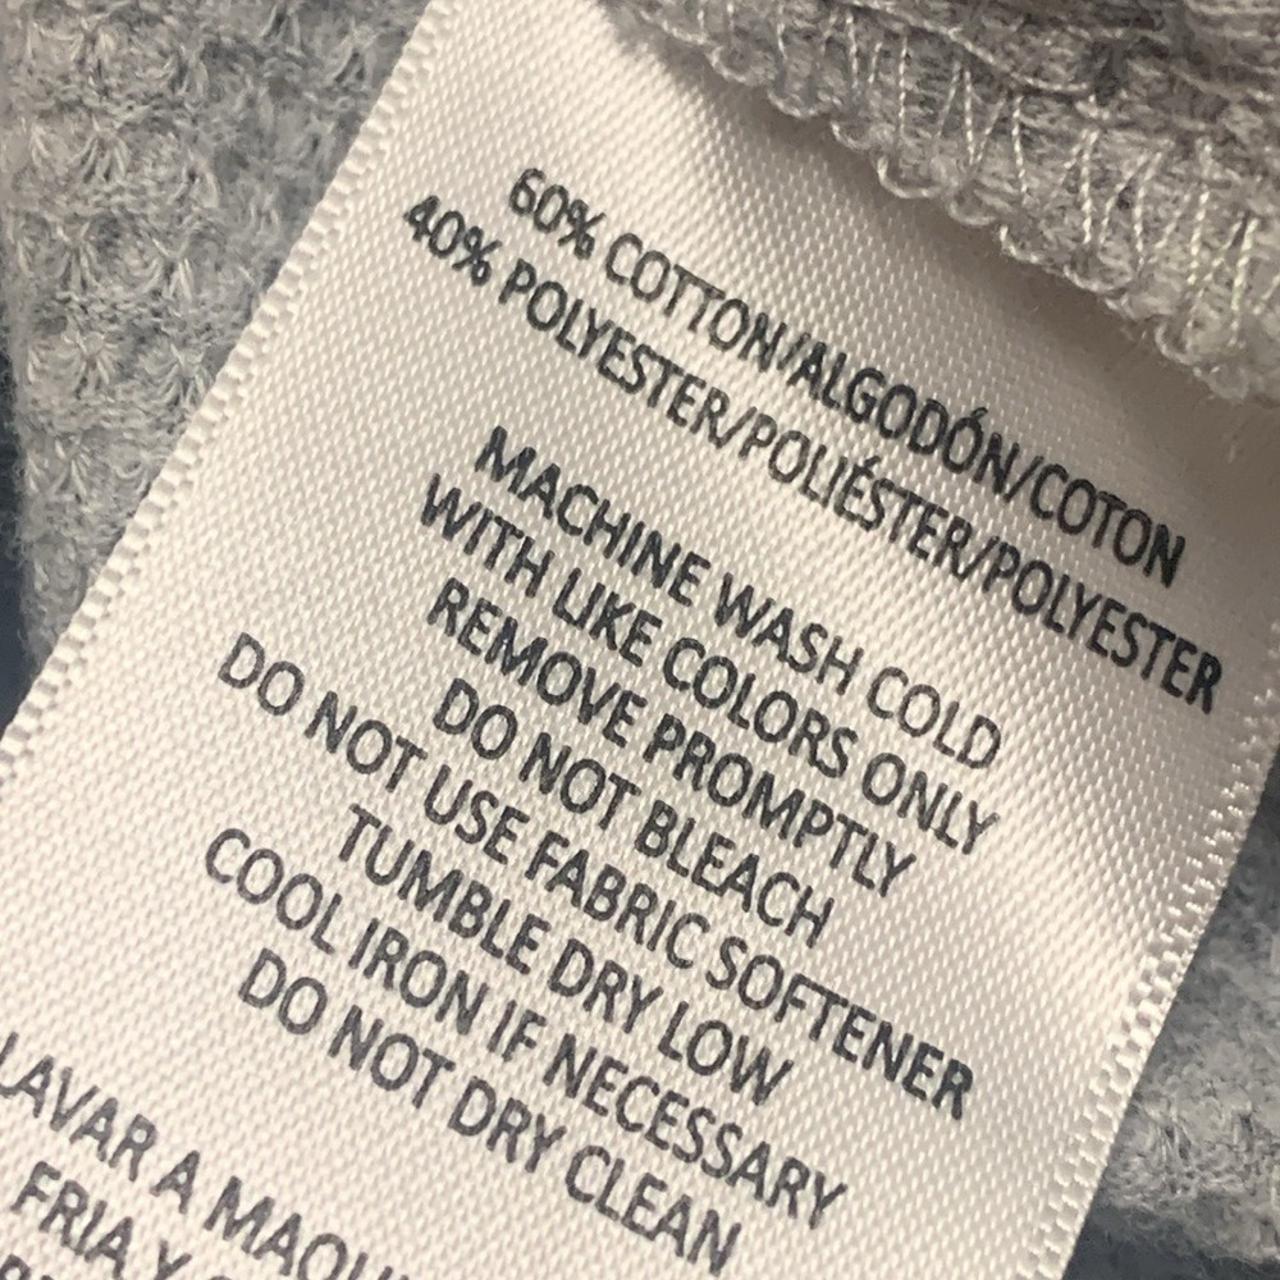 60% COTTON/ALGODÓN/COTON
40% POLYESTER/POLIÉSTER/POLYESTER
MACHINE WASH COLD
WITH LIKE COLORS ONLY
REMOVE PROMPTLY
DO NOT BLEACH
DO NOT USE FABRIC SOFTENER
TUMBLE DRY LOW
COOL IRON IF NECESSARY
DO NOT DRY CLEAN
LAVAR A
FRIA Y